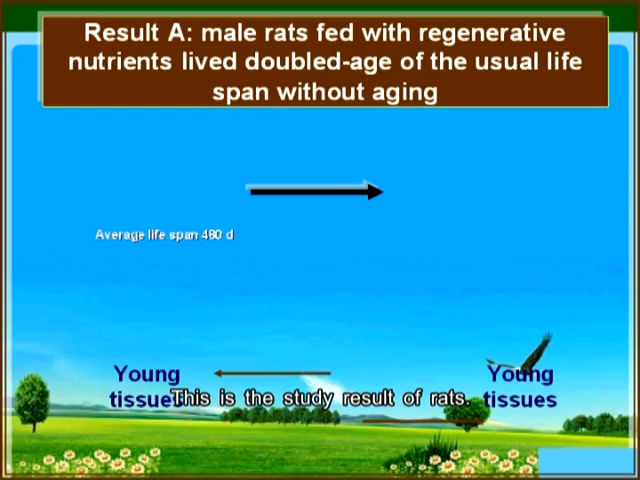 Result A: male rats fed with regenerative
nutrients lived doubled-age of the usual life
span without aging
Average life span 480 d
Young
tissues
Young
tissues
This is the study result of rats.